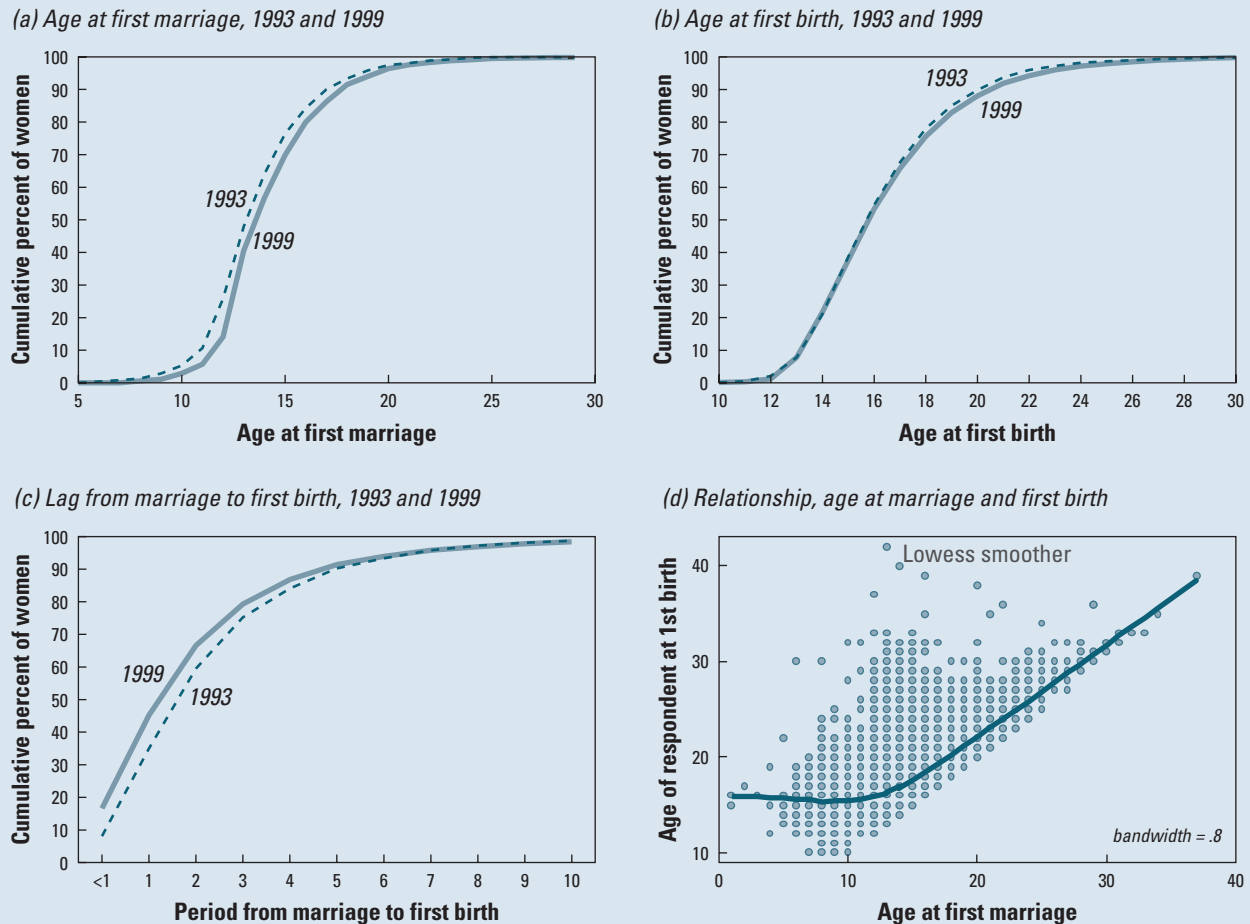 (a) Age at first marriage, 1993 and 1999
Cumulative percent of women
100
90
80
70
60
50
40
30
20
10
0
1993
1999
5 10 15 20 25 30
Age at first marriage
(b) Age at first birth, 1993 and 1999
Cumulative percent of women
100
90
80
70
60
50
40
30
20
10
0
1993
1999
10 12 14 16 18 20 22 24 26 28 30
Age at first birth
(c) Lag from marriage to first birth, 1993 and 1999
Cumulative percent of women
100
90
80
70
60
50
40
30
20
10
0
1999
1993
<1 1 2 3 4 5 6 7 8 9 10
Period from marriage to first birth
(d) Relationship, age at marriage and first birth
Age of respondent at 1st birth
Lowess smoother
40
30
20
10
bandwidth = .8
0 10 20 30 40
Age at first marriage